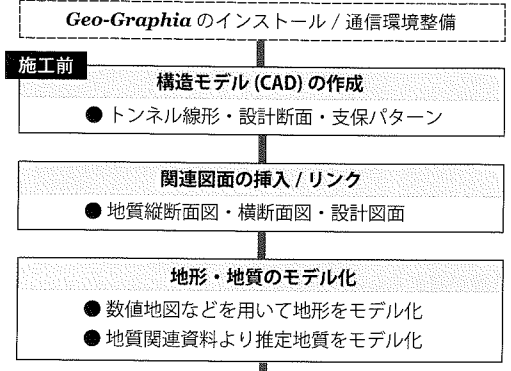 Geo-Graphia のインストール / 通信環境整備
施工前
構造モデル (CAD) の作成
● トンネル線形・設計断面・支保パターン
関連図面の挿入 / リンク
● 地質縦断面図・横断面図・設計図面
地形・地質のモデル化
● 数値地図などを用いて地形をモデル化
● 地質関連資料より推定地質をモデル化